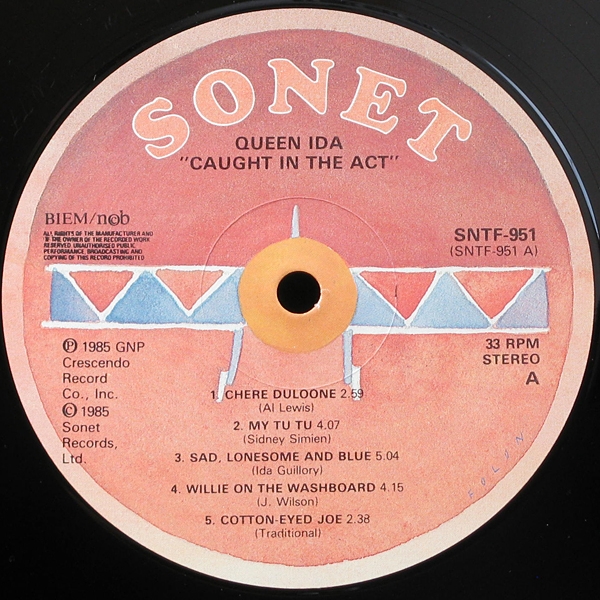 SONET
QUEEN IDA
"CAUGHT IN THE ACT"
BIEM/n©b
ALL RIGHTS OF THE MANUFACTURER AND
OF THE OWNER OF THE RECORDED WORK
RESERVED. UNAUTHORISED PUBLIC
PERFORMANCE, BROADCASTING AND
COPYING OF THIS RECORD PROHIBITED
SNTF-951
(SNTF-951 A)
℗ 1985 GNP
Crescendo
Record
Co., Inc.
© 1985
Sonet
Records,
Ltd.
33 RPM
STEREO
A
1. CHERE DULOONE 2.59
(Al Lewis)
2. MY TU TU 4.07
(Sidney Simien)
3. SAD, LONESOME AND BLUE 5.04
(Ida Guillory)
4. WILLIE ON THE WASHBOARD 4.15
(J. Wilson)
5. COTTON-EYED JOE 2.38
(Traditional)
FOLON